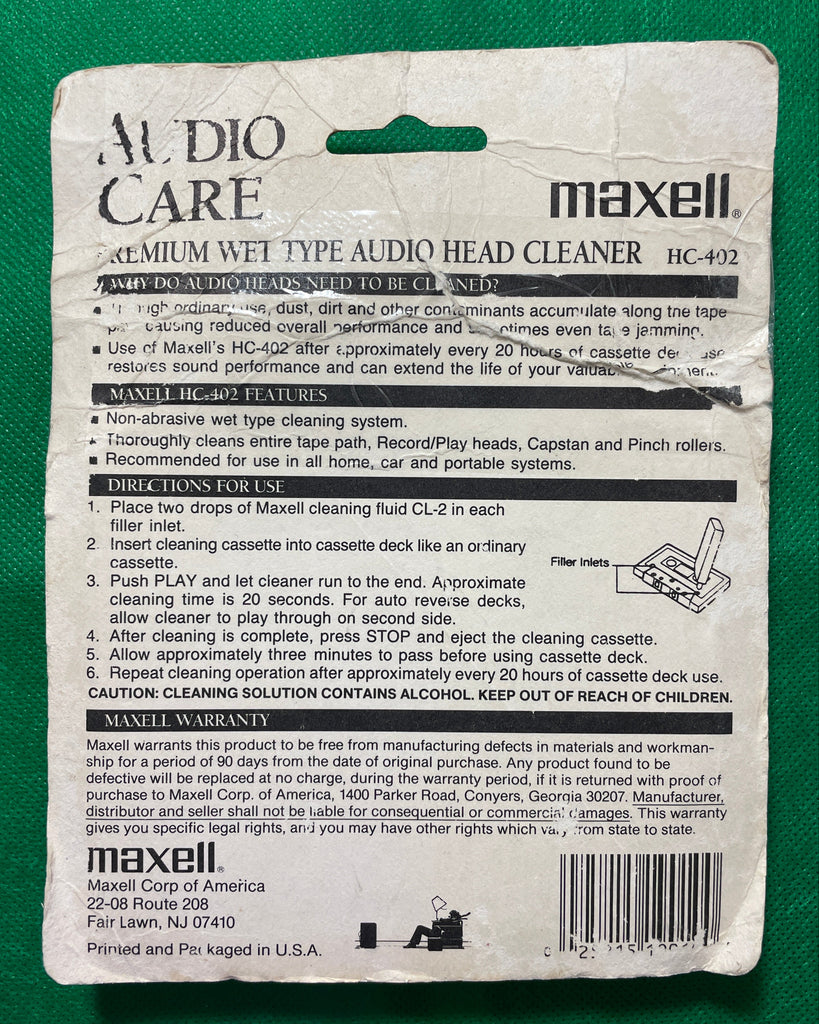 AUDIO
CARE
maxell®
PREMIUM WET TYPE AUDIO HEAD CLEANER HC-402
WHY DO AUDIO HEADS NEED TO BE CLEANED?
▪ Through ordinary use, dust, dirt and other contaminants accumulate along the tape
path causing reduced overall performance and sometimes even tape jamming.
▪ Use of Maxell's HC-402 after approximately every 20 hours of cassette deck use
restores sound performance and can extend the life of your valuable equipment.
MAXELL HC-402 FEATURES
▪ Non-abrasive wet type cleaning system.
▪ Thoroughly cleans entire tape path, Record/Play heads, Capstan and Pinch rollers.
▪ Recommended for use in all home, car and portable systems.
DIRECTIONS FOR USE
1. Place two drops of Maxell cleaning fluid CL-2 in each
filler inlet.
2. Insert cleaning cassette into cassette deck like an ordinary
cassette.
3. Push PLAY and let cleaner run to the end. Approximate
cleaning time is 20 seconds. For auto reverse decks,
allow cleaner to play through on second side.
Filler Inlets
4. After cleaning is complete, press STOP and eject the cleaning cassette.
5. Allow approximately three minutes to pass before using cassette deck.
6. Repeat cleaning operation after approximately every 20 hours of cassette deck use.
CAUTION: CLEANING SOLUTION CONTAINS ALCOHOL. KEEP OUT OF REACH OF CHILDREN.
MAXELL WARRANTY
Maxell warrants this product to be free from manufacturing defects in materials and workman-
ship for a period of 90 days from the date of original purchase. Any product found to be
defective will be replaced at no charge, during the warranty period, if it is returned with proof of
purchase to Maxell Corp. of America, 1400 Parker Road, Conyers, Georgia 30207. Manufacturer,
distributor and seller shall not be liable for consequential or commercial damages. This warranty
gives you specific legal rights, and you may have other rights which vary from state to state.
maxell®
Maxell Corp of America
22-08 Route 208
Fair Lawn, NJ 07410
Printed and Packaged in U.S.A.